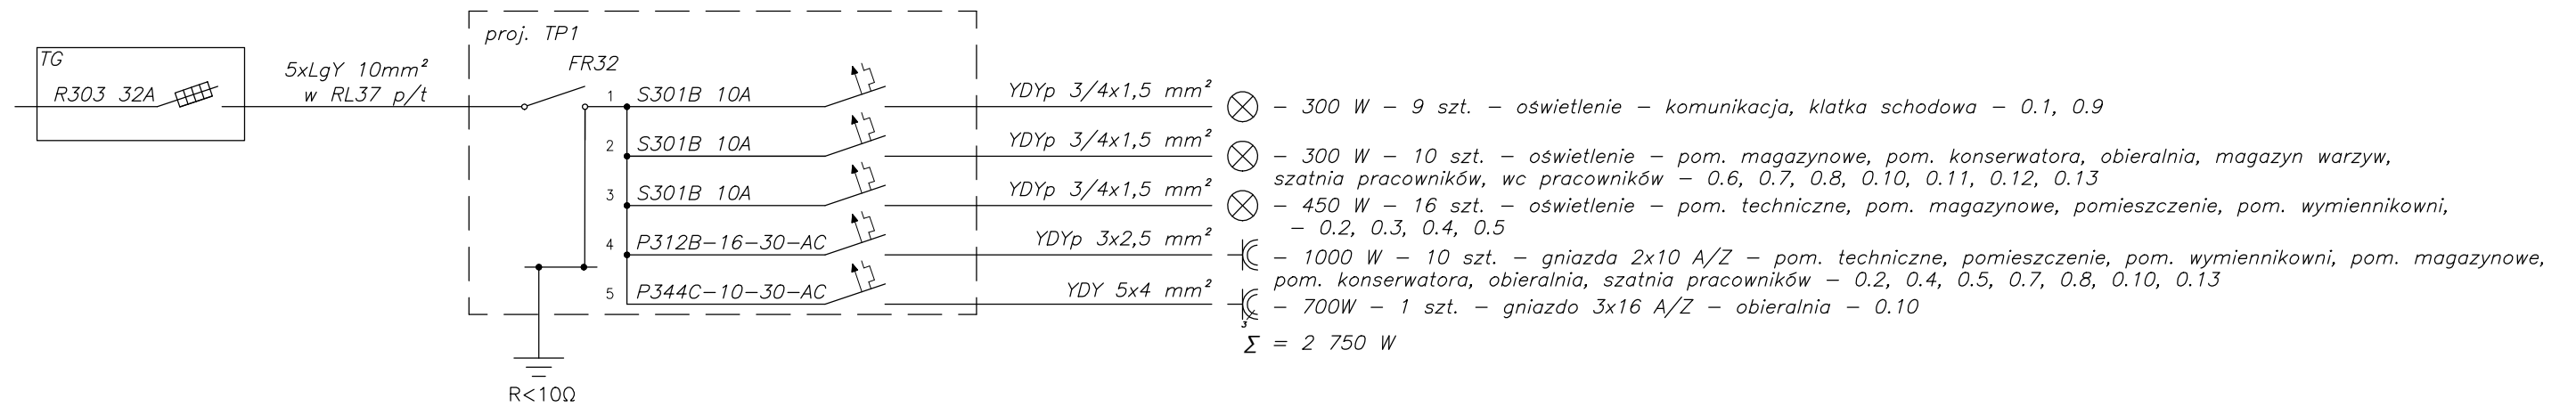 TG
R303 32A
5xLgY 10mm²
w RL37 p/t
proj. TP1
FR32
1 S301B 10A
YDYp 3/4x1,5 mm²
– 300 W – 9 szt. – oświetlenie – komunikacja, klatka schodowa – 0.1, 0.9
2 S301B 10A
YDYp 3/4x1,5 mm²
– 300 W – 10 szt. – oświetlenie – pom. magazynowe, pom. konserwatora, obieralnia, magazyn warzyw,
szatnia pracowników, wc pracowników – 0.6, 0.7, 0.8, 0.10, 0.11, 0.12, 0.13
3 S301B 10A
YDYp 3/4x1,5 mm²
– 450 W – 16 szt. – oświetlenie – pom. techniczne, pom. magazynowe, pomieszczenie, pom. wymiennikowni,
– 0.2, 0.3, 0.4, 0.5
4 P312B–16–30–AC
YDYp 3x2,5 mm²
– 1000 W – 10 szt. – gniazda 2x10 A/Z – pom. techniczne, pomieszczenie, pom. wymiennikowni, pom. magazynowe,
pom. konserwatora, obieralnia, szatnia pracowników – 0.2, 0.4, 0.5, 0.7, 0.8, 0.10, 0.13
5 P344C–10–30–AC
YDY 5x4 mm²
3
– 700W – 1 szt. – gniazdo 3x16 A/Z – obieralnia – 0.10
Σ = 2 750 W
R<10Ω